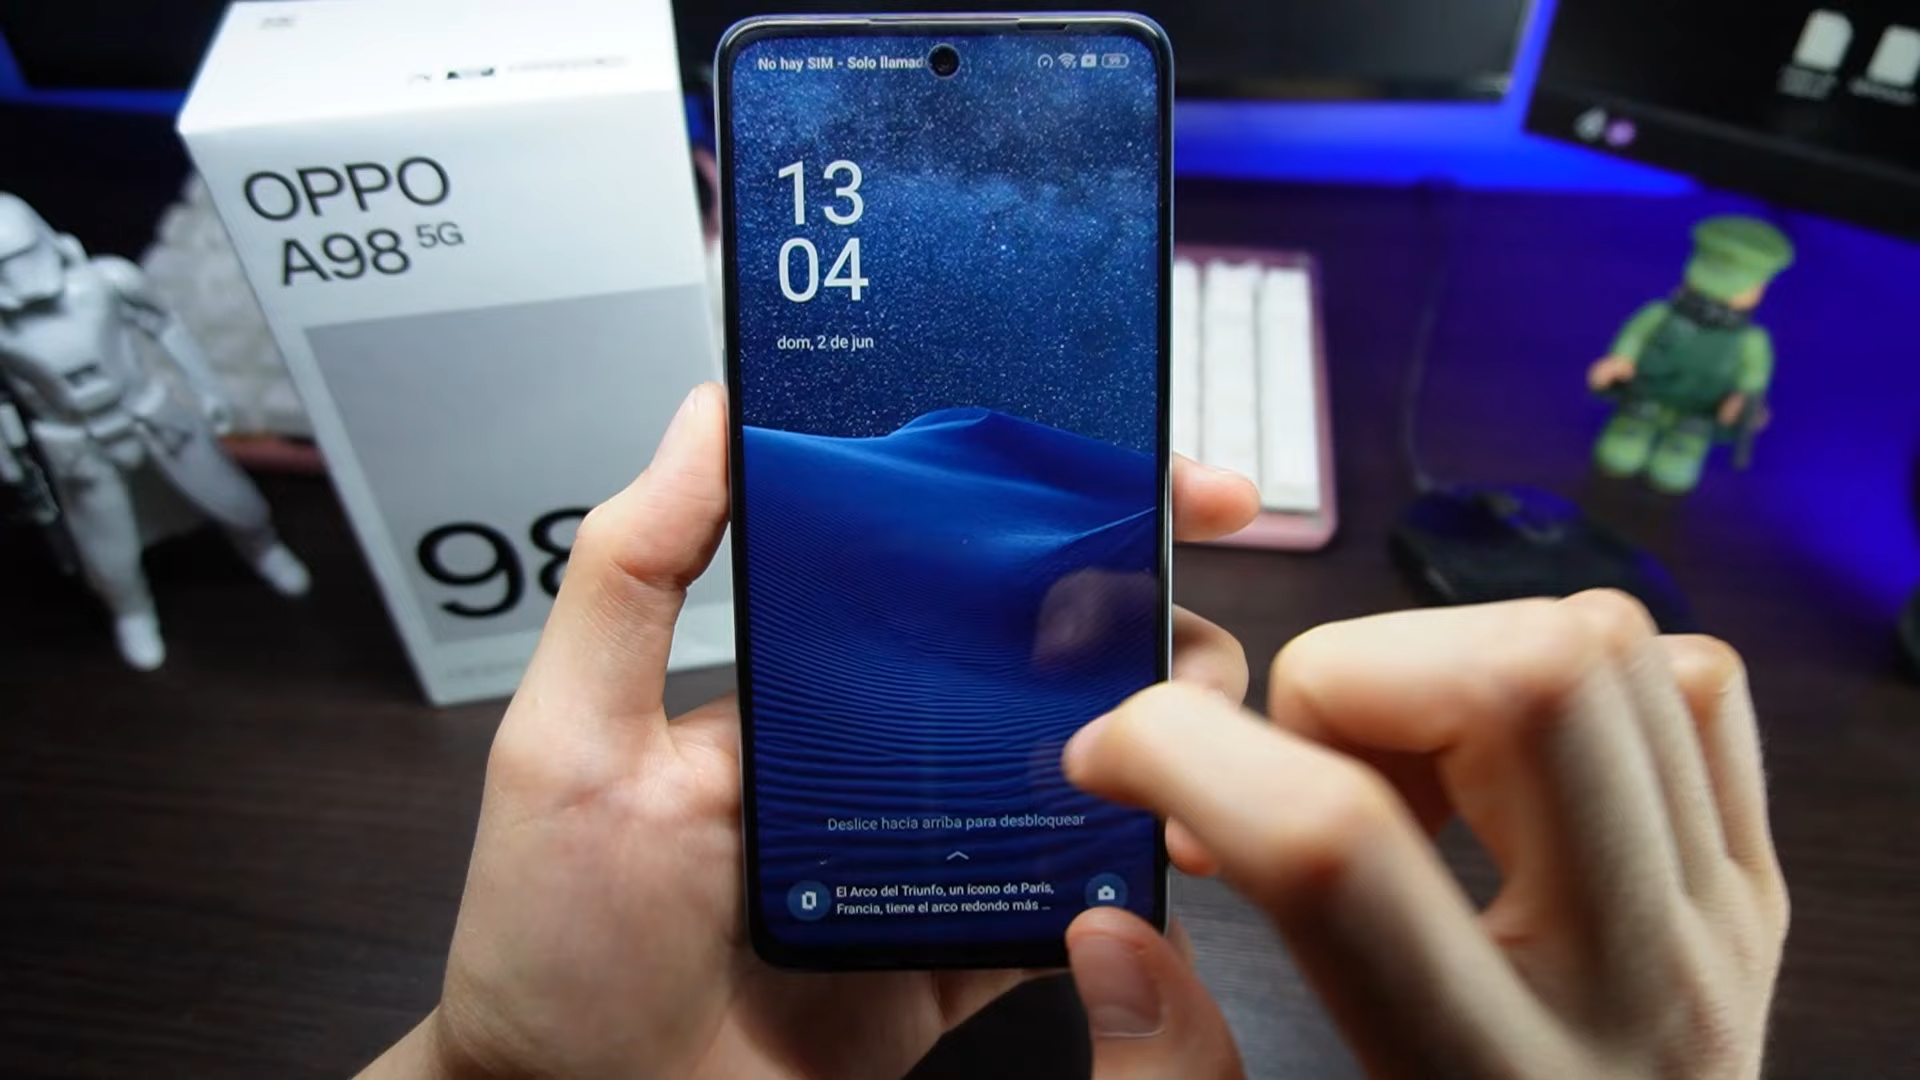 OPPO
A98 5G
98
No hay SIM - Solo llamad
13
04
dom, 2 de jun
Deslice hacia arriba para desbloquear
El Arco del Triunfo, un ícono de París,
Francia, tiene el arco redondo más ...